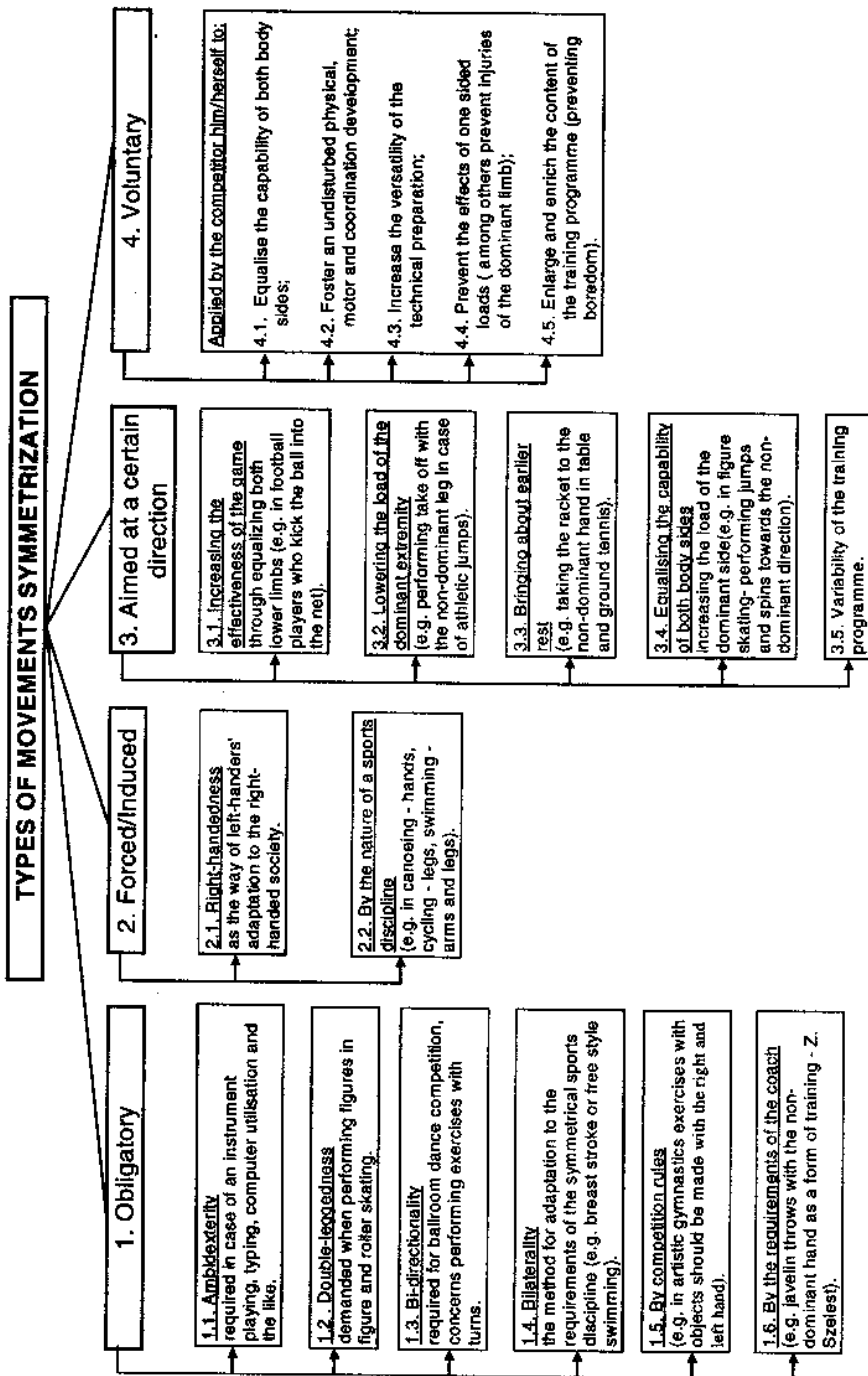 TYPES OF MOVEMENTS SYMMETRIZATION
1. Obligatory
1.1. Ambidexterity
required in case of an instrument
playing, typing, computer utilisation and
the like.
1.2. Double-leggedness
demanded when performing figures in
figure and roller skating.
1.3. Bi-directionality
required for ballroom dance competition,
concerns performing exercises with
turns.
1.4. Bilaterality
the method for adaptation to the
requirements of the symmetrical sports
discipline (e.g. breast stroke or free style
swimming).
1.5. By competition rules
(e.g. in artistic gymnastics exercises with
objects should be made with the right and
left hand).
1.6. By the requirements of the coach
(e.g. javelin throws with the non-
dominant hand as a form of training - Z.
Szelest).
2. Forced/Induced
2.1. Right-handedness
as the way of left-handers'
adaptation to the right-
handed society.
2.2. By the nature of a sports
discipline
(e.g. in canoeing - hands,
cycling - legs, swimming -
arms and legs).
3. Aimed at a certain
direction
3.1. Increasing the
effectiveness of the game
through equalizing both
lower limbs (e.g. in football
players who kick the ball into
the net).
3.2. Lowering the load of the
dominant extremity
(e.g. performing take off with
the non-dominant leg in case
of athletic jumps).
3.3. Bringing about earlier
rest
(e.g. taking the racket to the
non-dominant hand in table
and ground tennis).
3.4. Equalising the capability
of both body sides
increasing the load of the
dominant side(e.g. in figure
skating- performing jumps
and spins towards the non-
dominant direction).
3.5. Variability of the training
programme.
4. Voluntary
Applied by the competitor him/herself to:
4.1. Equalise the capability of both body
sides;
4.2. Foster an undisturbed physical,
motor and coordination development;
4.3. Increase the versatility of the
technical preparation;
4.4. Prevent the effects of one sided
loads ( among others prevent injuries
of the dominant limb);
4.5. Enlarge and enrich the content of
the training programme (preventing
boredom).